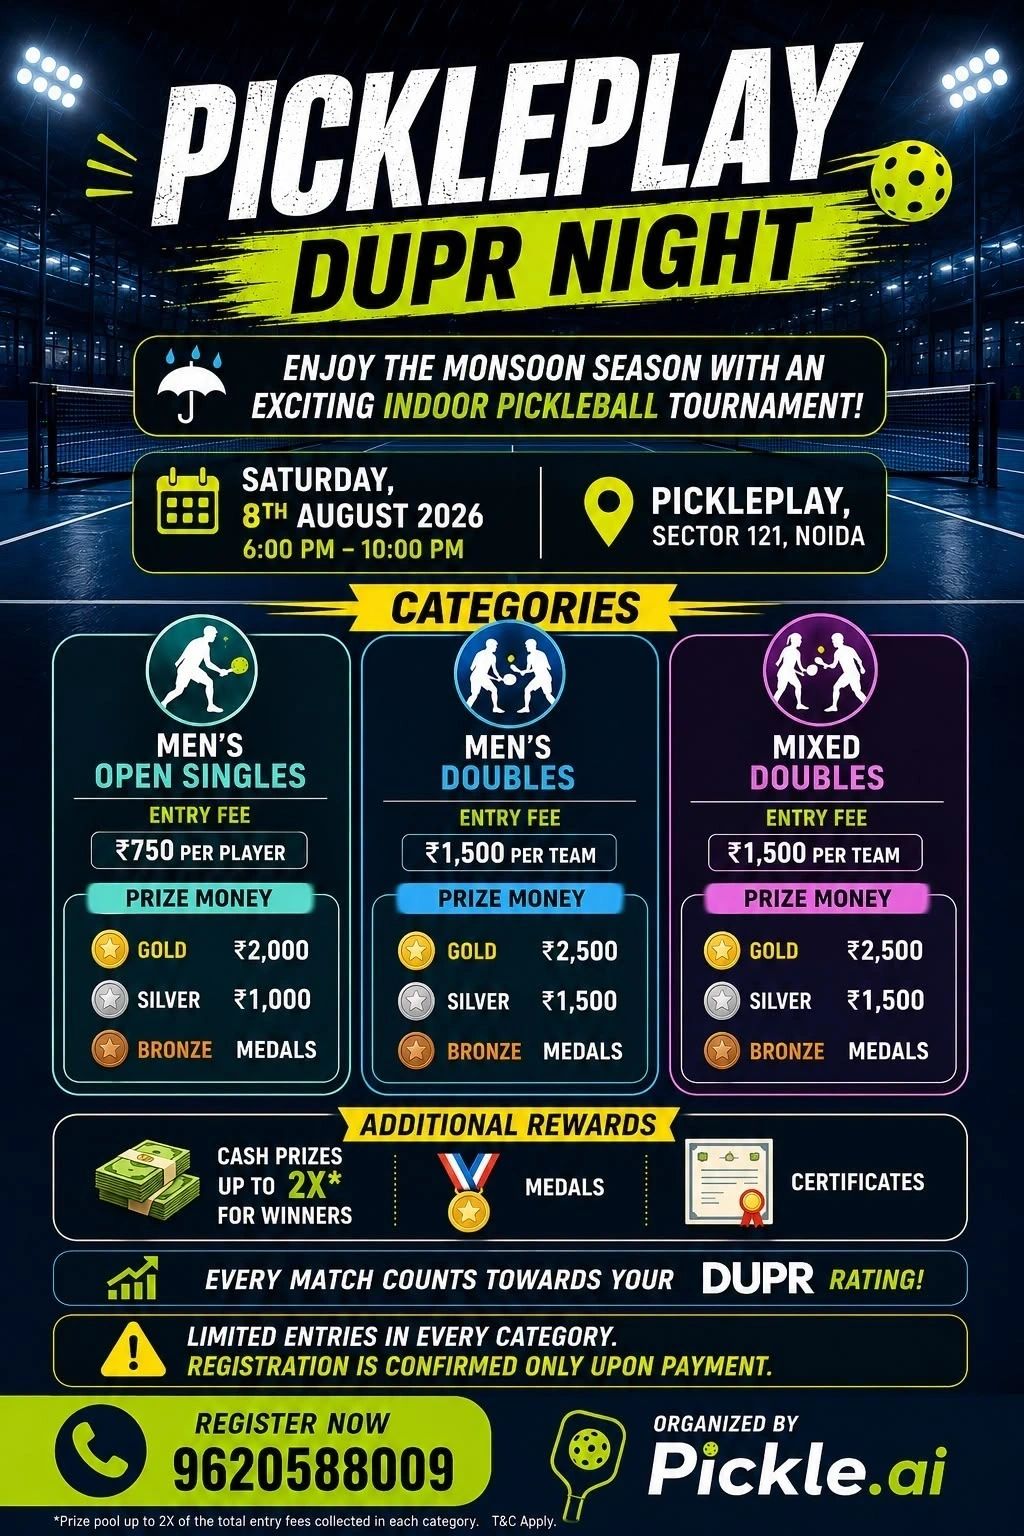 PICKLEPLAY
DUPR NIGHT
ENJOY THE MONSOON SEASON WITH AN
EXCITING INDOOR PICKLEBALL TOURNAMENT!
SATURDAY,
8TH AUGUST 2026
6:00 PM – 10:00 PM
PICKLEPLAY,
SECTOR 121, NOIDA
CATEGORIES
MEN'S
OPEN SINGLES
ENTRY FEE
₹750 PER PLAYER
PRIZE MONEY
GOLD ₹2,000
SILVER ₹1,000
BRONZE MEDALS
MEN'S
DOUBLES
ENTRY FEE
₹1,500 PER TEAM
PRIZE MONEY
GOLD ₹2,500
SILVER ₹1,500
BRONZE MEDALS
MIXED
DOUBLES
ENTRY FEE
₹1,500 PER TEAM
PRIZE MONEY
GOLD ₹2,500
SILVER ₹1,500
BRONZE MEDALS
ADDITIONAL REWARDS
CASH PRIZES
UP TO 2X*
FOR WINNERS
MEDALS
CERTIFICATES
EVERY MATCH COUNTS TOWARDS YOUR DUPR RATING!
LIMITED ENTRIES IN EVERY CATEGORY.
REGISTRATION IS CONFIRMED ONLY UPON PAYMENT.
REGISTER NOW
9620588009
ORGANIZED BY
Pickle.ai
*Prize pool up to 2X of the total entry fees collected in each category. T&C Apply.